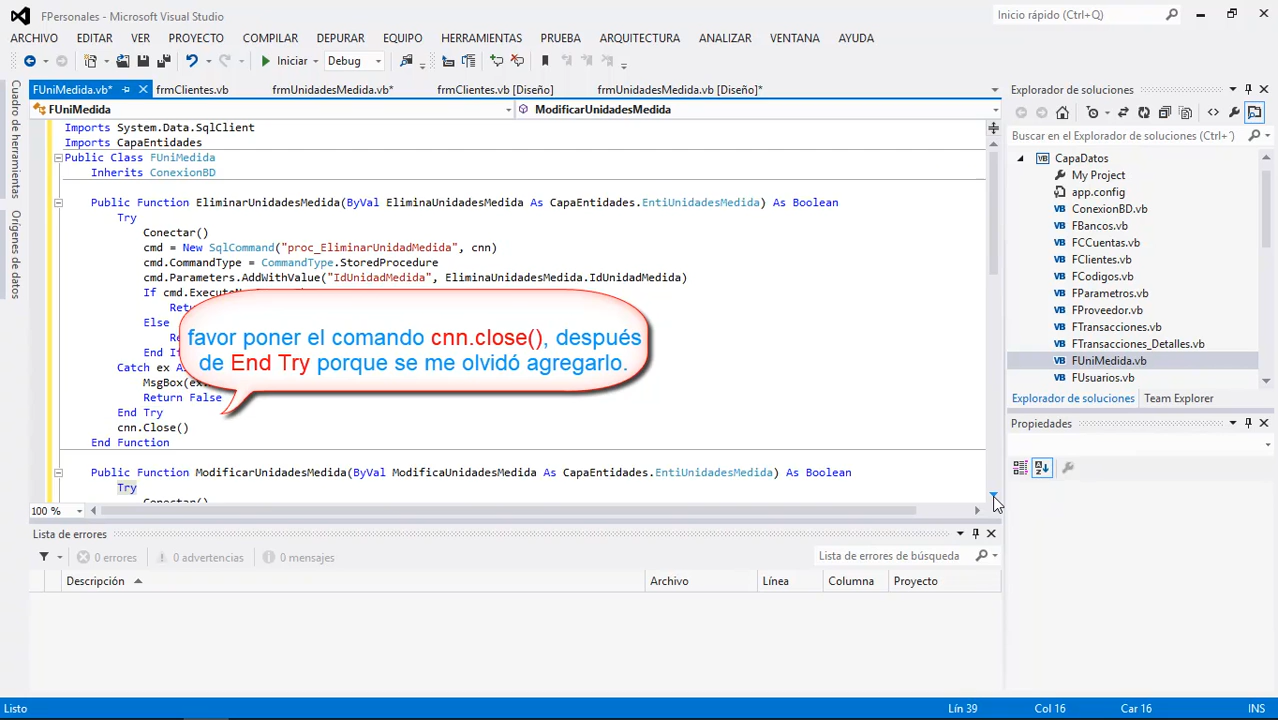 FPersonales - Microsoft Visual Studio
Inicio rápido (Ctrl+Q)
ARCHIVO EDITAR VER PROYECTO COMPILAR DEPURAR EQUIPO HERRAMIENTAS PRUEBA ARQUITECTURA ANALIZAR VENTANA AYUDA
Iniciar Debug
Cuadro de herramientas
Orígenes de datos
FUniMedida.vb* frmClientes.vb frmUnidadesMedida.vb* frmClientes.vb [Diseño] frmUnidadesMedida.vb [Diseño]*
FUniMedida ModificarUnidadesMedida
Imports System.Data.SqlClient
Imports CapaEntidades
Public Class FUniMedida
Inherits ConexionBD
Public Function EliminarUnidadesMedida(ByVal EliminaUnidadesMedida As CapaEntidades.EntiUnidadesMedida) As Boolean
Try
Conectar()
cmd = New SqlCommand("proc_EliminarUnidadMedida", cnn)
cmd.CommandType = CommandType.StoredProcedure
cmd.Parameters.AddWithValue("IdUnidadMedida", EliminaUnidadesMedida.IdUnidadMedida)
If
Else
End If
Catch ex
Return False
End Try
cnn.Close()
End Function
favor poner el comando cnn.close(), después
de End Try porque se me olvidó agregarlo.
Public Function ModificarUnidadesMedida(ByVal ModificaUnidadesMedida As CapaEntidades.EntiUnidadesMedida) As Boolean
Try
Conectar()
100 %
Explorador de soluciones
Buscar en el Explorador de soluciones (Ctrl+
CapaDatos
My Project
app.config
ConexionBD.vb
FBancos.vb
FCCuentas.vb
FClientes.vb
FCodigos.vb
FParametros.vb
FProveedor.vb
FTransacciones.vb
FTransacciones_Detalles.vb
FUniMedida.vb
FUsuarios.vb
Explorador de soluciones Team Explorer
Propiedades
Lista de errores
0 errores 0 advertencias 0 mensajes
Lista de errores de búsqueda
Descripción Archivo Línea Columna Proyecto
Listo Lín 39 Col 16 Car 16 INS